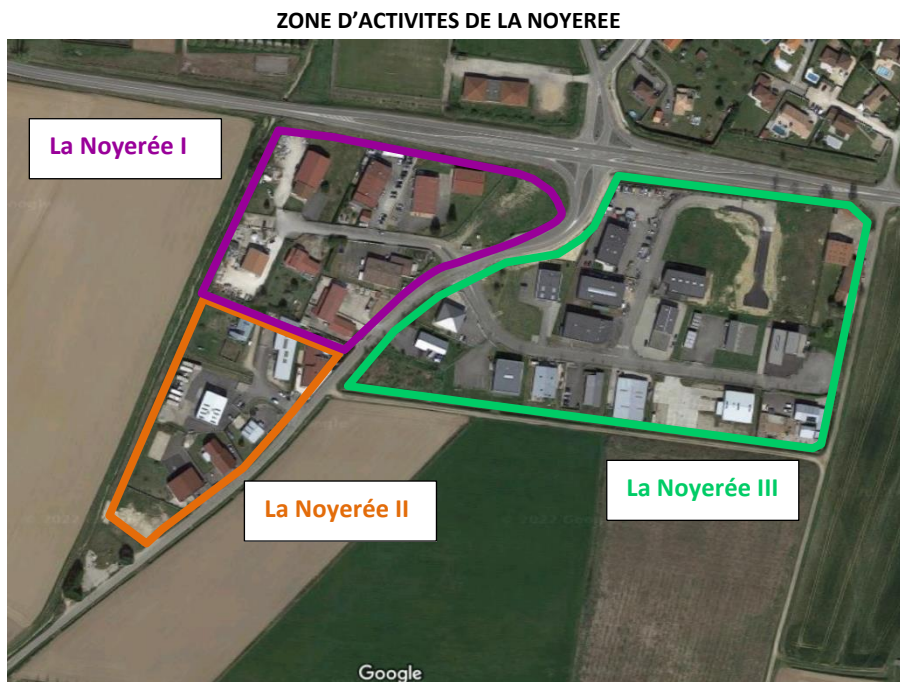 ZONE D’ACTIVITES DE LA NOYEREE
La Noyerée I
La Noyerée II
La Noyerée III
Google